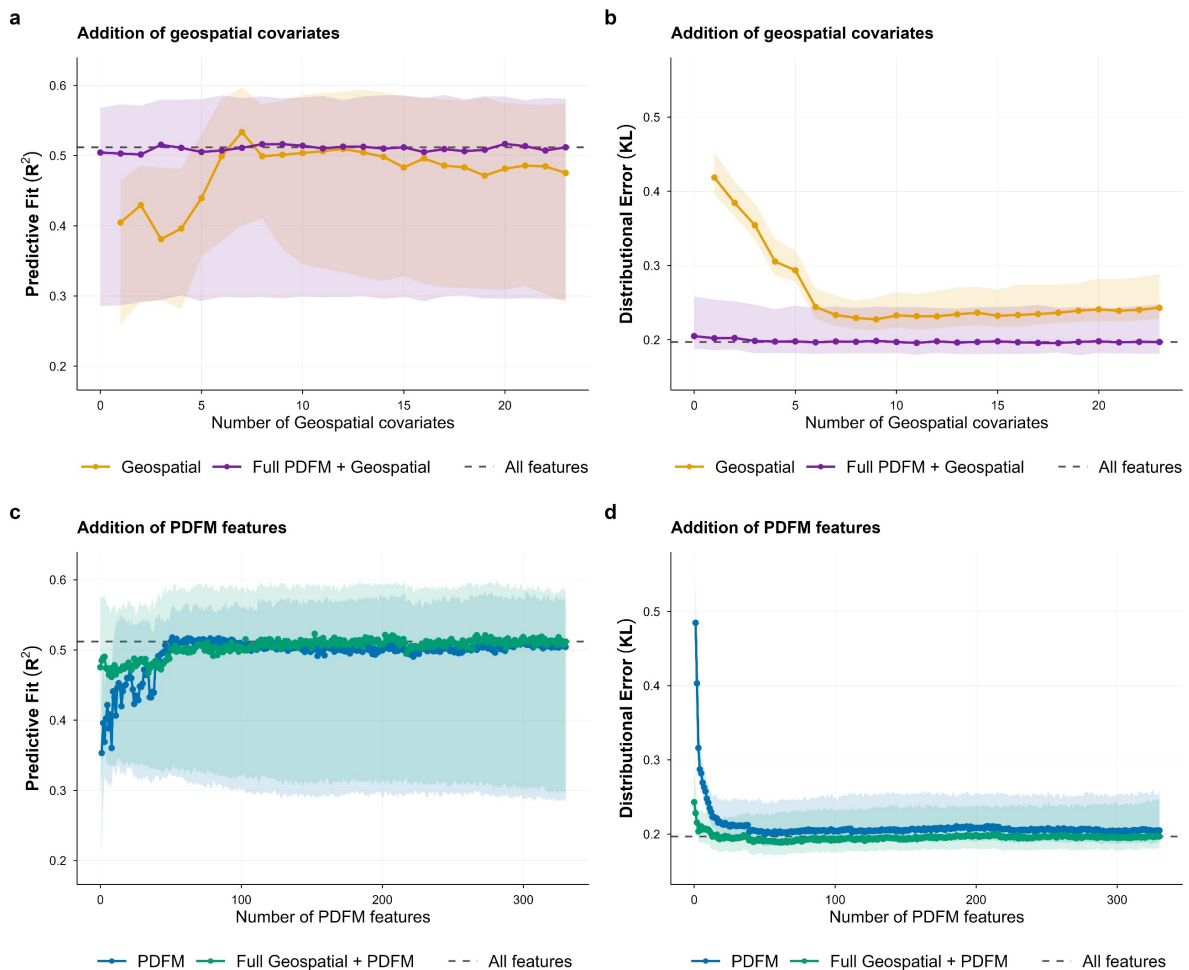 a
Addition of geospatial covariates
Predictive Fit (R²)
0.6
0.5
0.4
0.3
0.2
0 5 10 15 20
Number of Geospatial covariates
Geospatial Full PDFM + Geospatial All features
b
Addition of geospatial covariates
Distributional Error (KL)
0.5
0.4
0.3
0.2
0 5 10 15 20
Number of Geospatial covariates
Geospatial Full PDFM + Geospatial All features
c
Addition of PDFM features
Predictive Fit (R²)
0.6
0.5
0.4
0.3
0.2
0 100 200 300
Number of PDFM features
PDFM Full Geospatial + PDFM All features
d
Addition of PDFM features
Distributional Error (KL)
0.5
0.4
0.3
0.2
0 100 200 300
Number of PDFM features
PDFM Full Geospatial + PDFM All features